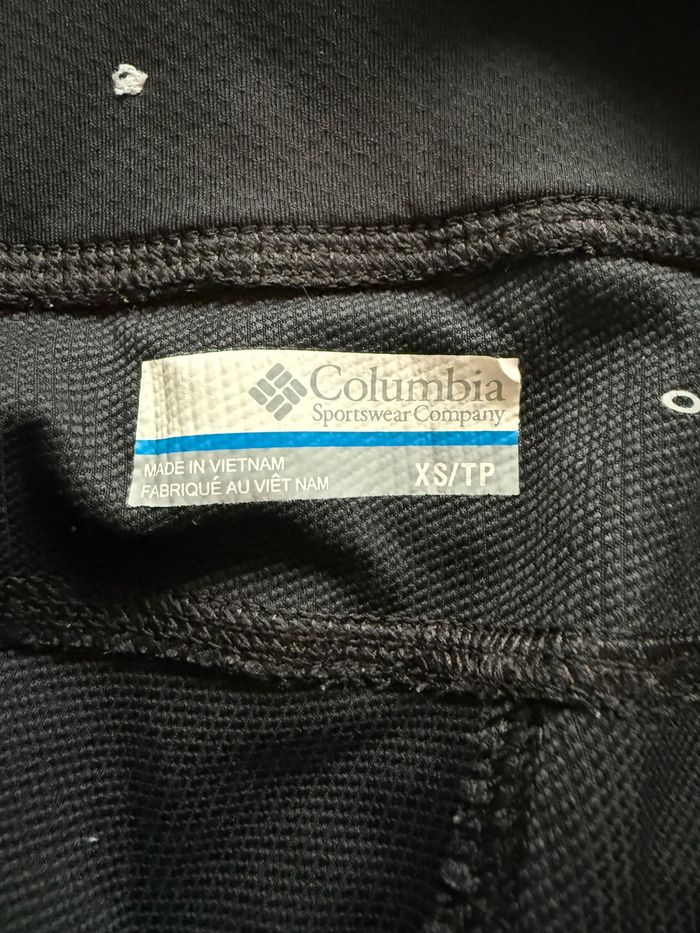 Columbia
Sportswear Company
MADE IN VIETNAM
FABRIQUÉ AU VIÊT NAM
XS/TP